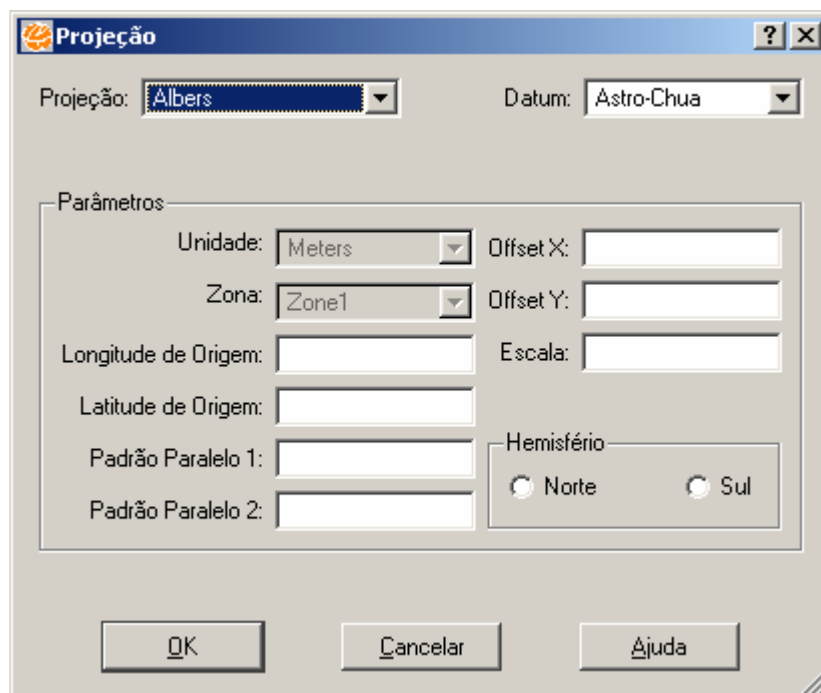 Projeção
Projeção: Albers Datum: Astro-Chua
Parâmetros
Unidade: Meters Offset X:
Zona: Zone1 Offset Y:
Longitude de Origem: Escala:
Latitude de Origem:
Padrão Paralelo 1: Hemisfério
Norte Sul
Padrão Paralelo 2:
OK Cancelar Ajuda